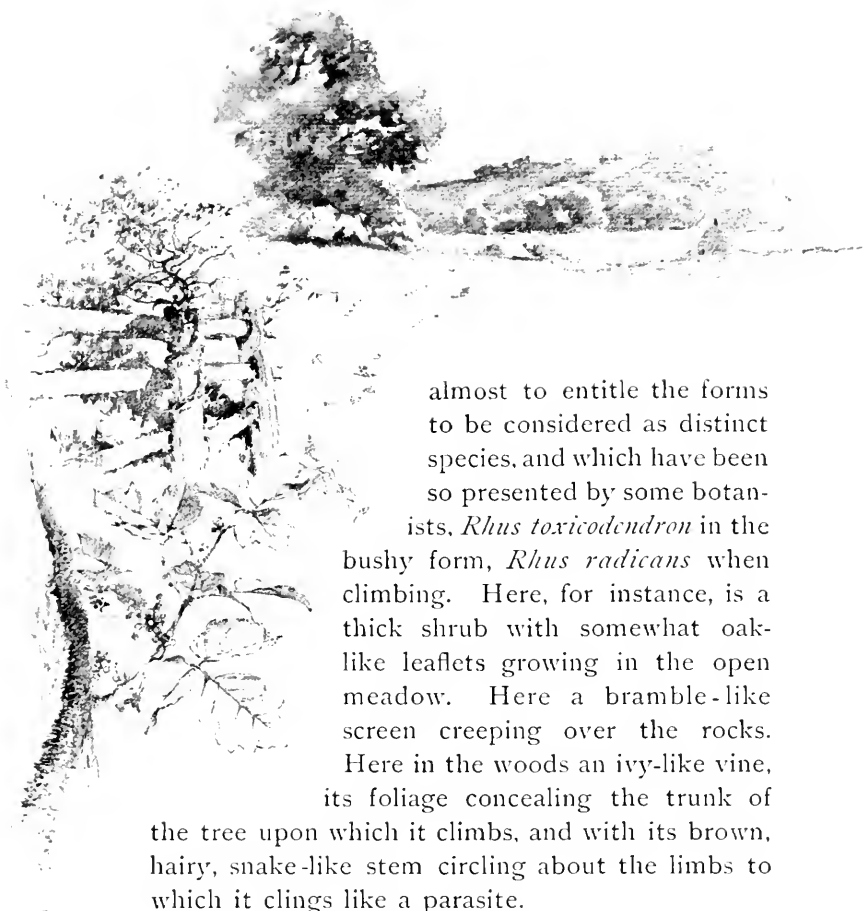 almost to entitle the forms
to be considered as distinct
species, and which have been
so presented by some botan-
ists, Rhus toxicodendron in the
bushy form, Rhus radicans when
climbing. Here, for instance, is a
thick shrub with somewhat oak-
like leaflets growing in the open
meadow. Here a bramble-like
screen creeping over the rocks.
Here in the woods an ivy-like vine,
its foliage concealing the trunk of
the tree upon which it climbs, and with its brown,
hairy, snake-like stem circling about the limbs to
which it clings like a parasite.